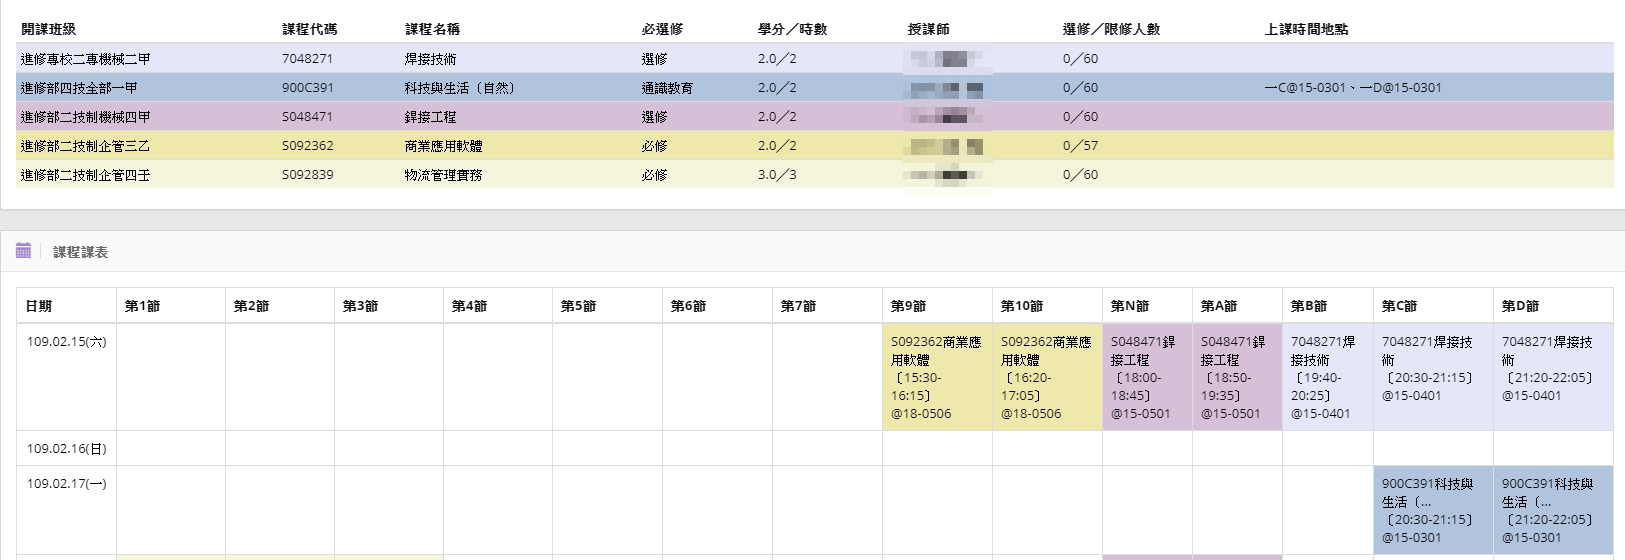 開課班級 課程代碼 課程名稱 必選修 學分／時數 授課師 選修／限修人數 上課時間地點
進修專校二專機械二甲 7048271 焊接技術 選修 2.0／2 0／60
進修部四技全部一甲 900C391 科技與生活〔自然〕 通識教育 2.0／2 0／60 一C@15-0301、一D@15-0301
進修部二技制機械四甲 S048471 銲接工程 選修 2.0／2 0／60
進修部二技制企管三乙 S092362 商業應用軟體 必修 2.0／2 0／57
進修部二技制企管四壬 S092839 物流管理實務 必修 3.0／3 0／60
課程課表
日期 第1節 第2節 第3節 第4節 第5節 第6節 第7節 第9節 第10節 第N節 第A節 第B節 第C節 第D節
109.02.15(六)
S092362商業應
用軟體
〔15:30-
16:15〕
@18-0506
S092362商業應
用軟體
〔16:20-
17:05〕
@18-0506
S048471銲
接工程
〔18:00-
18:45〕
@15-0501
S048471銲
接工程
〔18:50-
19:35〕
@15-0501
7048271焊
接技術
〔19:40-
20:25〕
@15-0401
7048271焊接技
術
〔20:30-21:15〕
@15-0401
7048271焊接技
術
〔21:20-22:05〕
@15-0401
109.02.16(日)
109.02.17(一)
900C391科技與
生活〔...
〔20:30-21:15〕
@15-0301
900C391科技與
生活〔...
〔21:20-22:05〕
@15-0301